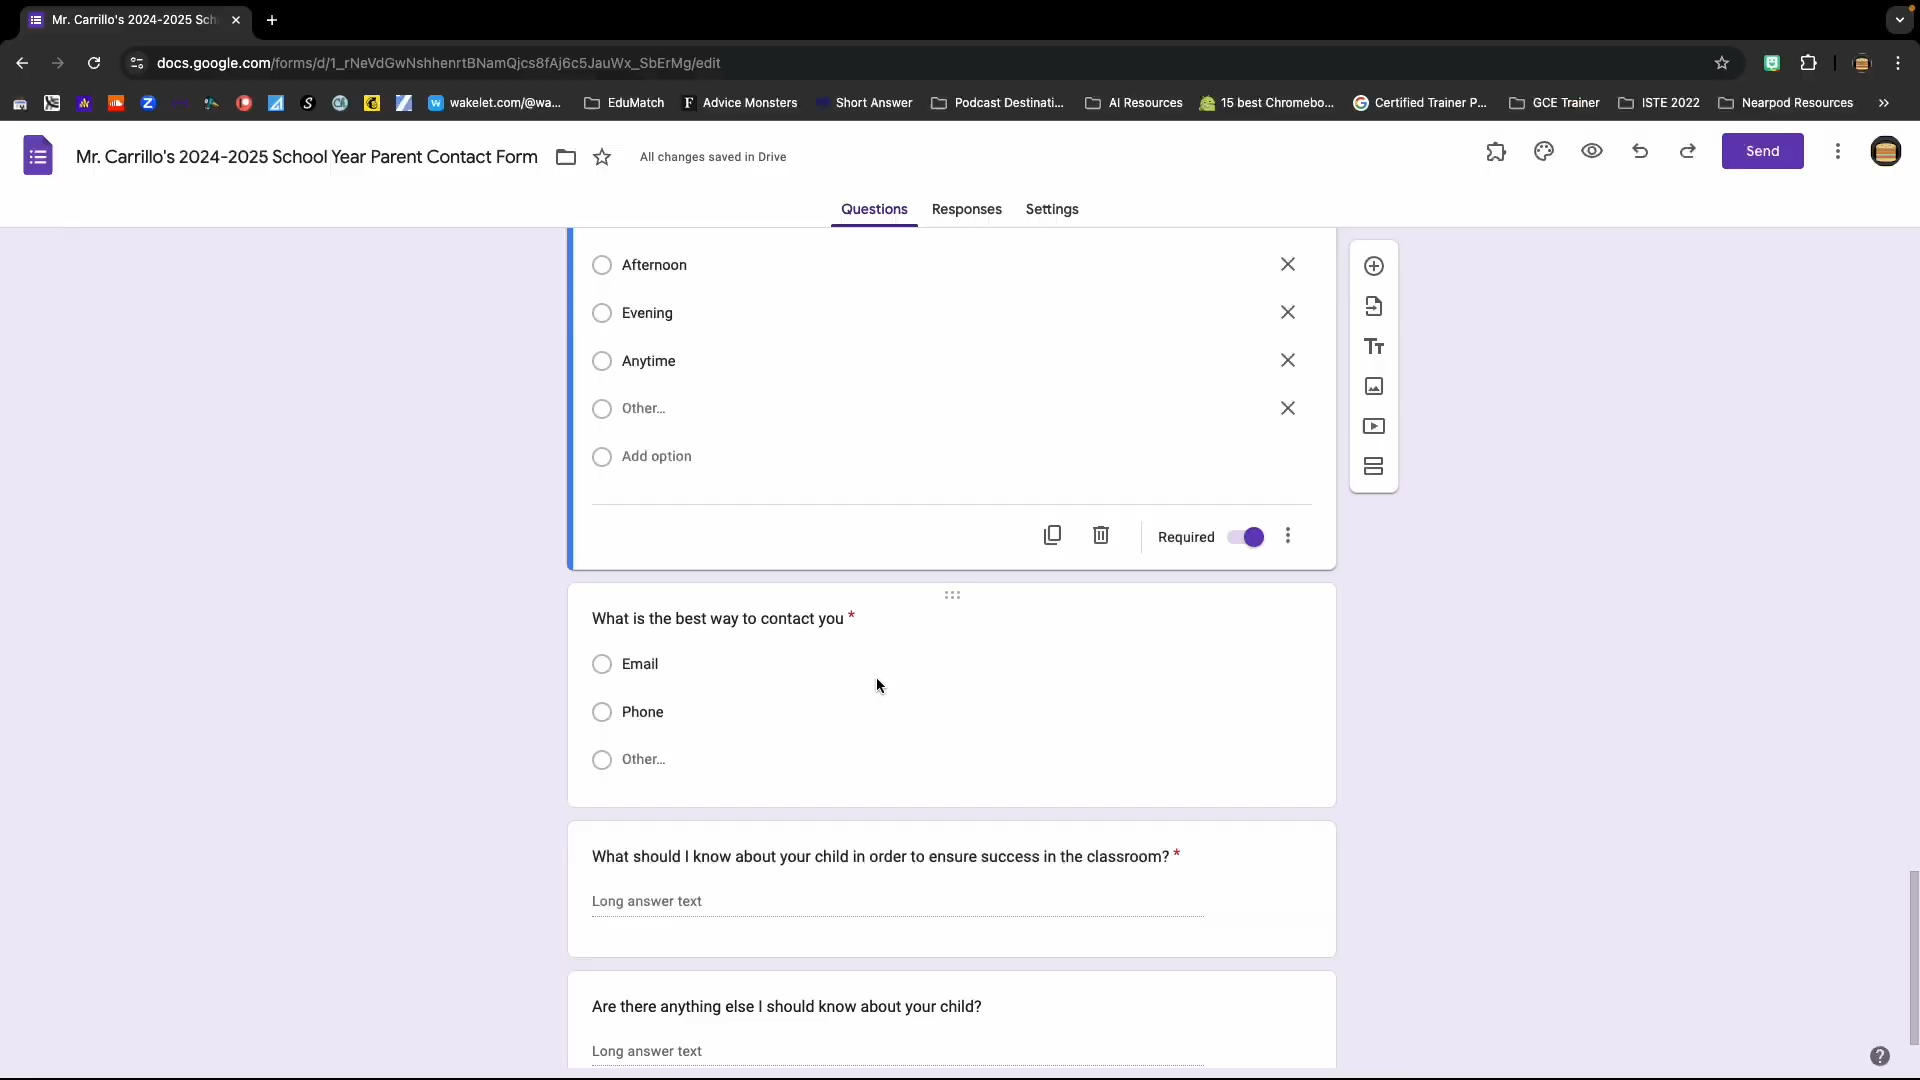 Mr. Carrillo's 2024-2025 Sch
docs.google.com/forms/d/1_rNeVdGwNshhenrtBNamQjcs8fAj6c5JauWx_SbErMg/edit
wakelet.com/@wa... EduMatch Advice Monsters Short Answer Podcast Destinati... AI Resources 15 best Chromebo... Certified Trainer P... GCE Trainer ISTE 2022 Nearpod Resources
Mr. Carrillo's 2024-2025 School Year Parent Contact Form All changes saved in Drive Send
Questions Responses Settings
Afternoon
Evening
Anytime
Other...
Add option
Required
What is the best way to contact you *
Email
Phone
Other...
What should I know about your child in order to ensure success in the classroom? *
Long answer text
Are there anything else I should know about your child?
Long answer text